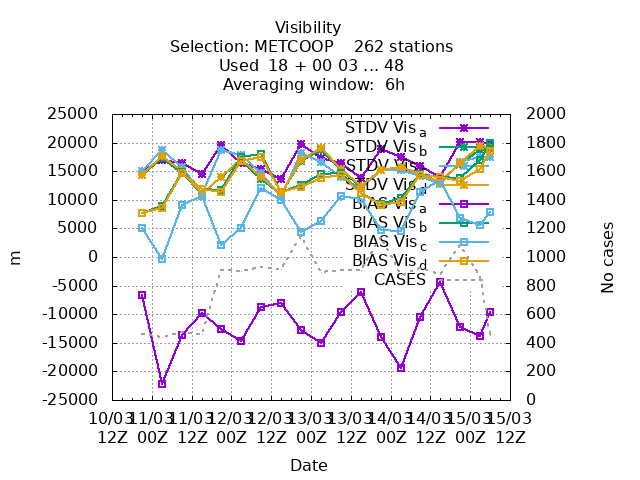 Visibility
Selection: METCOOP 262 stations
Used 18 + 00 03 ... 48
Averaging window: 6h
25000
20000
15000
10000
5000
0
-5000
-10000
-15000
-20000
-25000
m
2000
1800
1600
1400
1200
1000
800
600
400
200
0
No cases
STDV Vis a
STDV Vis b
STDV Vis
STDV Vis
BIAS Vis a
BIAS Vis b
BIAS Vis c
BIAS Vis d
CASES
10/03 11/03 11/03 12/03 12/03 13/03 13/03 14/03 14/03 15/03 15/03
12Z 00Z 12Z 00Z 12Z 00Z 12Z 00Z 12Z 00Z 12Z
Date